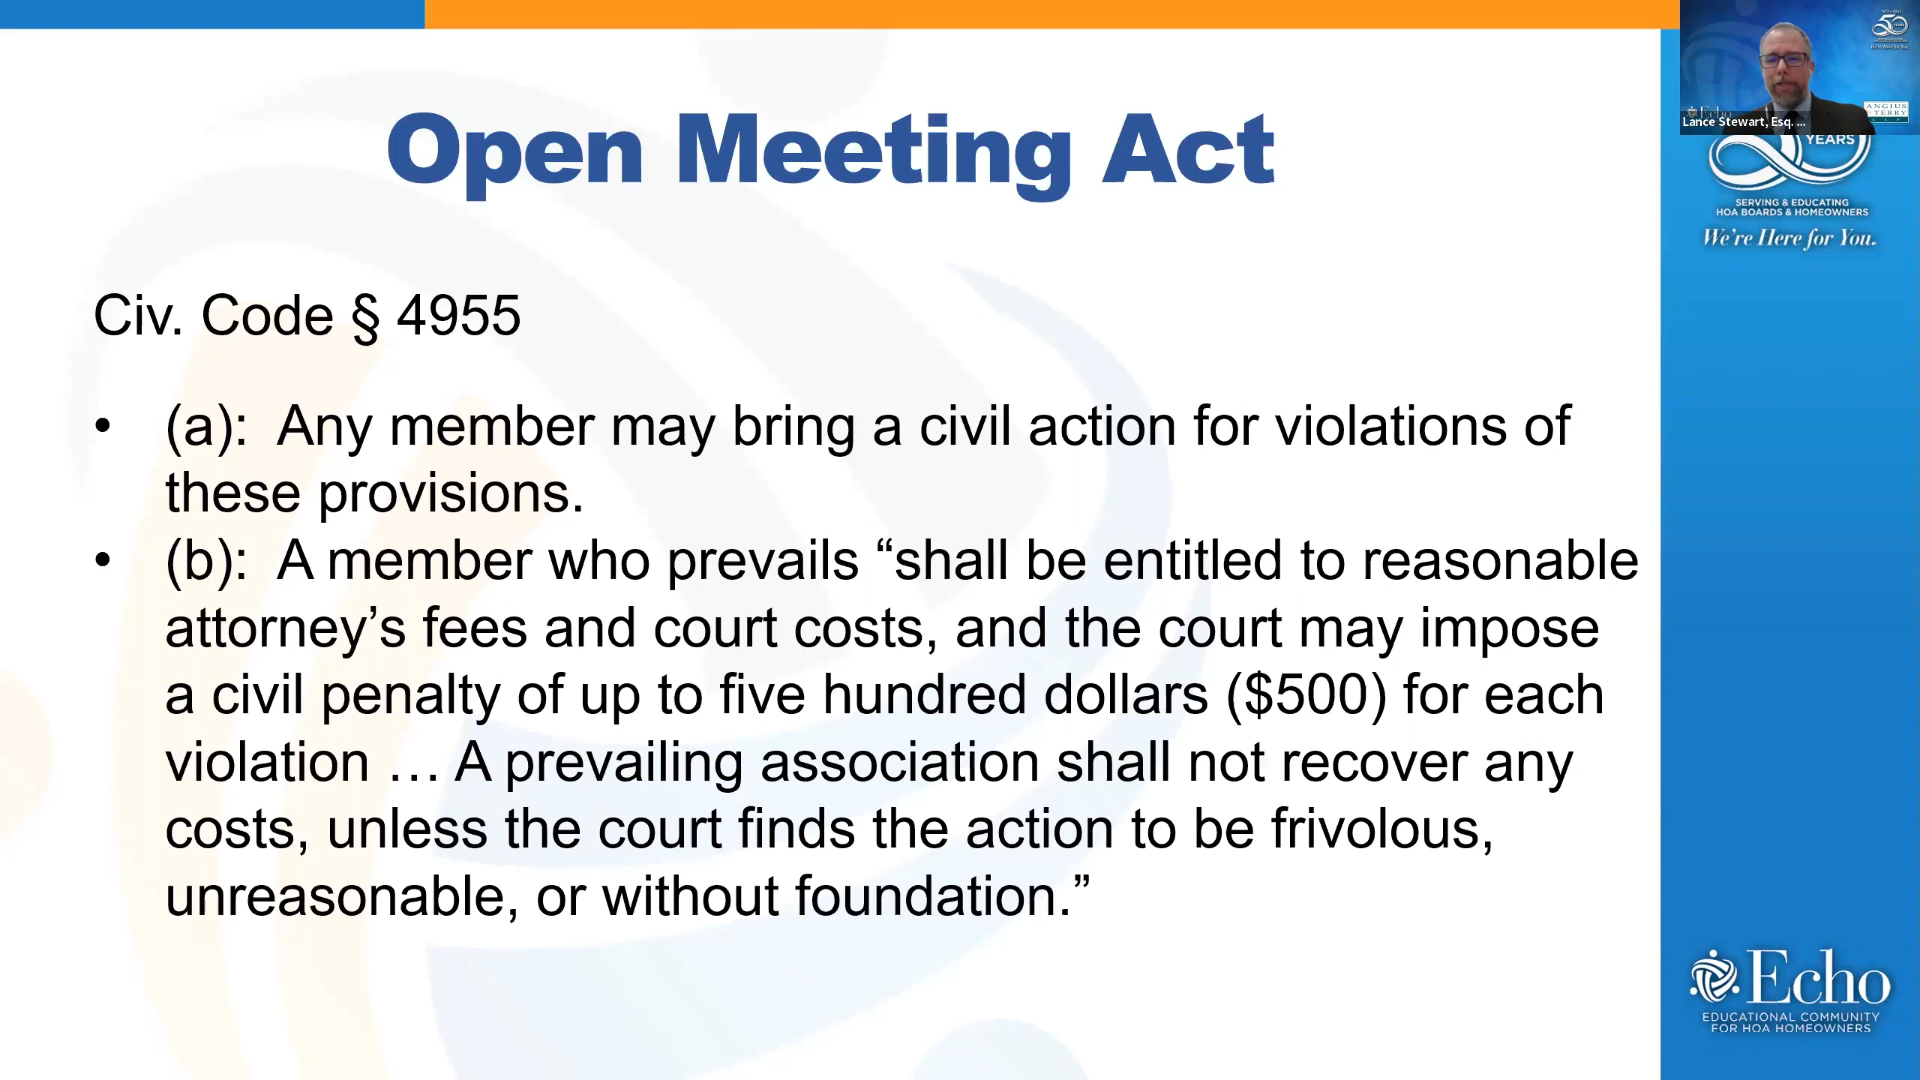 Open Meeting Act
Civ. Code § 4955
• (a): Any member may bring a civil action for violations of
these provisions.
• (b): A member who prevails “shall be entitled to reasonable
attorney’s fees and court costs, and the court may impose
a civil penalty of up to five hundred dollars ($500) for each
violation … A prevailing association shall not recover any
costs, unless the court finds the action to be frivolous,
unreasonable, or without foundation.”
50
Echo
ANGIUS
& TERRY
Lance Stewart, Esq. ...
YEARS
SERVING & EDUCATING
HOA BOARDS & HOMEOWNERS
We’re Here for You.
Echo
EDUCATIONAL COMMUNITY
FOR HOA HOMEOWNERS